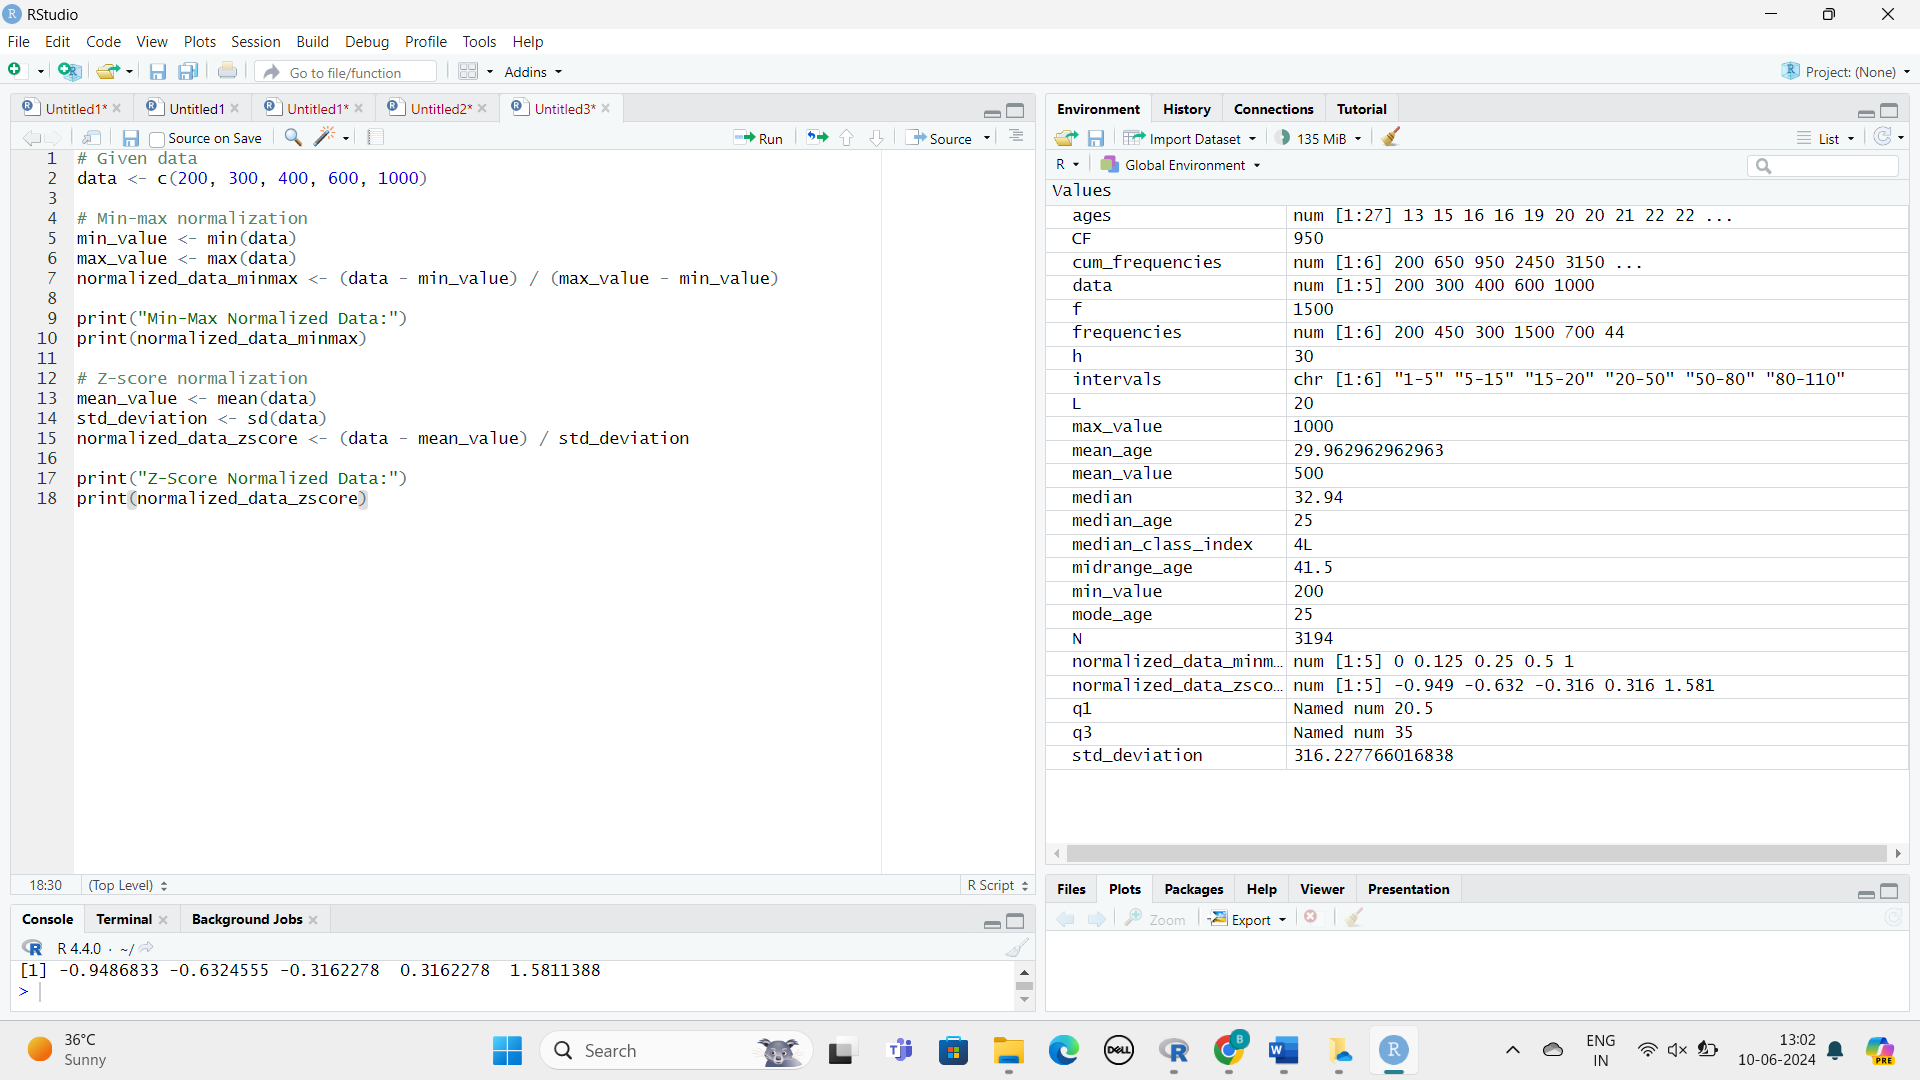 RStudio
File Edit Code View Plots Session Build Debug Profile Tools Help
Go to file/function Addins Project: (None)
Untitled1* Untitled1 Untitled1* Untitled2* Untitled3*
Source on Save Run Source
1 # Given data
2 data <- c(200, 300, 400, 600, 1000)
3
4 # Min-max normalization
5 min_value <- min(data)
6 max_value <- max(data)
7 normalized_data_minmax <- (data - min_value) / (max_value - min_value)
8
9 print("Min-Max Normalized Data:")
10 print(normalized_data_minmax)
11
12 # Z-score normalization
13 mean_value <- mean(data)
14 std_deviation <- sd(data)
15 normalized_data_zscore <- (data - mean_value) / std_deviation
16
17 print("Z-Score Normalized Data:")
18 print(normalized_data_zscore)
18:30 (Top Level) R Script
Console Terminal Background Jobs
R 4.4.0 · ~/
[1] -0.9486833 -0.6324555 -0.3162278 0.3162278 1.5811388
>
Environment History Connections Tutorial
Import Dataset 135 MiB List
R Global Environment
Values
ages num [1:27] 13 15 16 16 19 20 20 21 22 22 ...
CF 950
cum_frequencies num [1:6] 200 650 950 2450 3150 ...
data num [1:5] 200 300 400 600 1000
f 1500
frequencies num [1:6] 200 450 300 1500 700 44
h 30
intervals chr [1:6] "1-5" "5-15" "15-20" "20-50" "50-80" "80-110"
L 20
max_value 1000
mean_age 29.962962962963
mean_value 500
median 32.94
median_age 25
median_class_index 4L
midrange_age 41.5
min_value 200
mode_age 25
N 3194
normalized_data_minm… num [1:5] 0 0.125 0.25 0.5 1
normalized_data_zsco… num [1:5] -0.949 -0.632 -0.316 0.316 1.581
q1 Named num 20.5
q3 Named num 35
std_deviation 316.227766016838
Files Plots Packages Help Viewer Presentation
Zoom Export
36°C
Sunny
Search
DELL
B
W
R
ENG
IN
13:02
10-06-2024
PRE